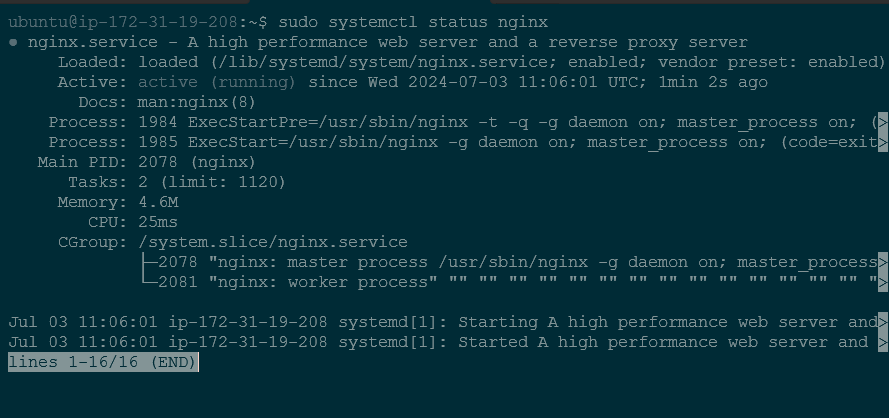 ubuntu@ip-172-31-19-208:~$ sudo systemctl status nginx
● nginx.service - A high performance web server and a reverse proxy server
Loaded: loaded (/lib/systemd/system/nginx.service; enabled; vendor preset: enabled)
Active: active (running) since Wed 2024-07-03 11:06:01 UTC; 1min 2s ago
Docs: man:nginx(8)
Process: 1984 ExecStartPre=/usr/sbin/nginx -t -q -g daemon on; master_process on; (>
Process: 1985 ExecStart=/usr/sbin/nginx -g daemon on; master_process on; (code=exit>
Main PID: 2078 (nginx)
Tasks: 2 (limit: 1120)
Memory: 4.6M
CPU: 25ms
CGroup: /system.slice/nginx.service
├─2078 "nginx: master process /usr/sbin/nginx -g daemon on; master_process>
└─2081 "nginx: worker process" "" "" "" "" "" "" "" "" "" "" "" "" "" "" ">
Jul 03 11:06:01 ip-172-31-19-208 systemd[1]: Starting A high performance web server and>
Jul 03 11:06:01 ip-172-31-19-208 systemd[1]: Started A high performance web server and >
lines 1-16/16 (END)